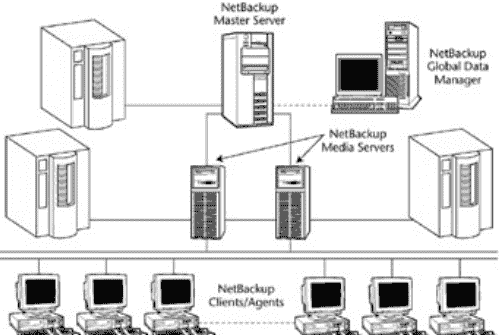 NetBackup
Master Server
NetBackup
Global Data
Manager
NetBackup
Media Servers
NetBackup
Clients/Agents